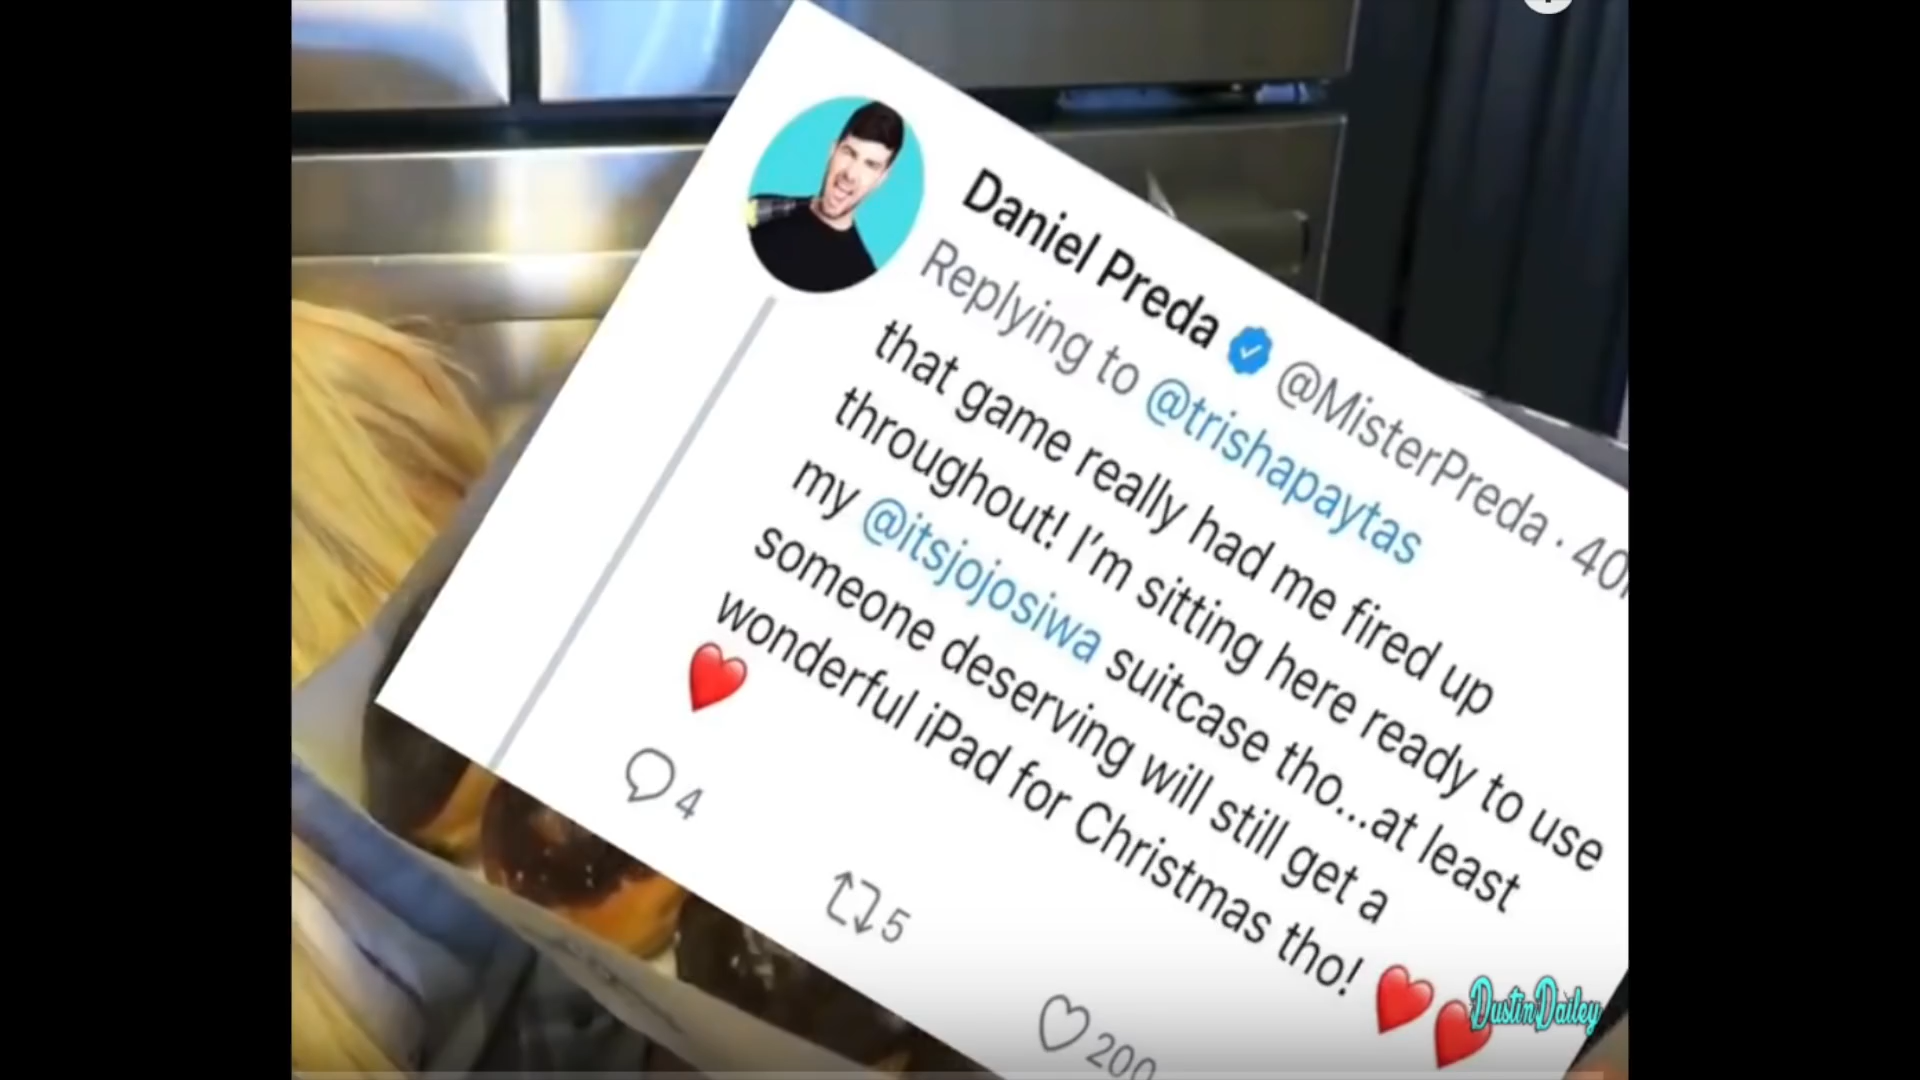 Daniel Preda @MisterPreda · 40
Replying to @trishapaytas
that game really had me fired up
throughout! I'm sitting here ready to use
my @itsjojosiwa suitcase tho...at least
someone deserving will still get a
wonderful iPad for Christmas tho! ❤️❤️
❤️
4
5
200
DustinDailey